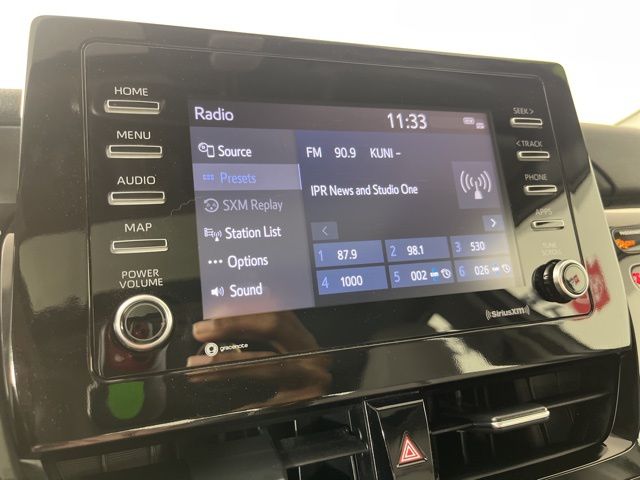 HOME
MENU
AUDIO
MAP
POWER
VOLUME
Radio
11:33
Source
Presets
SXM Replay
Station List
Options
Sound
FM 90.9 KUNI –
IPR News and Studio One
1 87.9 2 98.1 3 530
4 1000 5 002 6 026
gracenote
SEEK >
< TRACK
PHONE
APPS
TUNE
SCROLL
SiriusXM